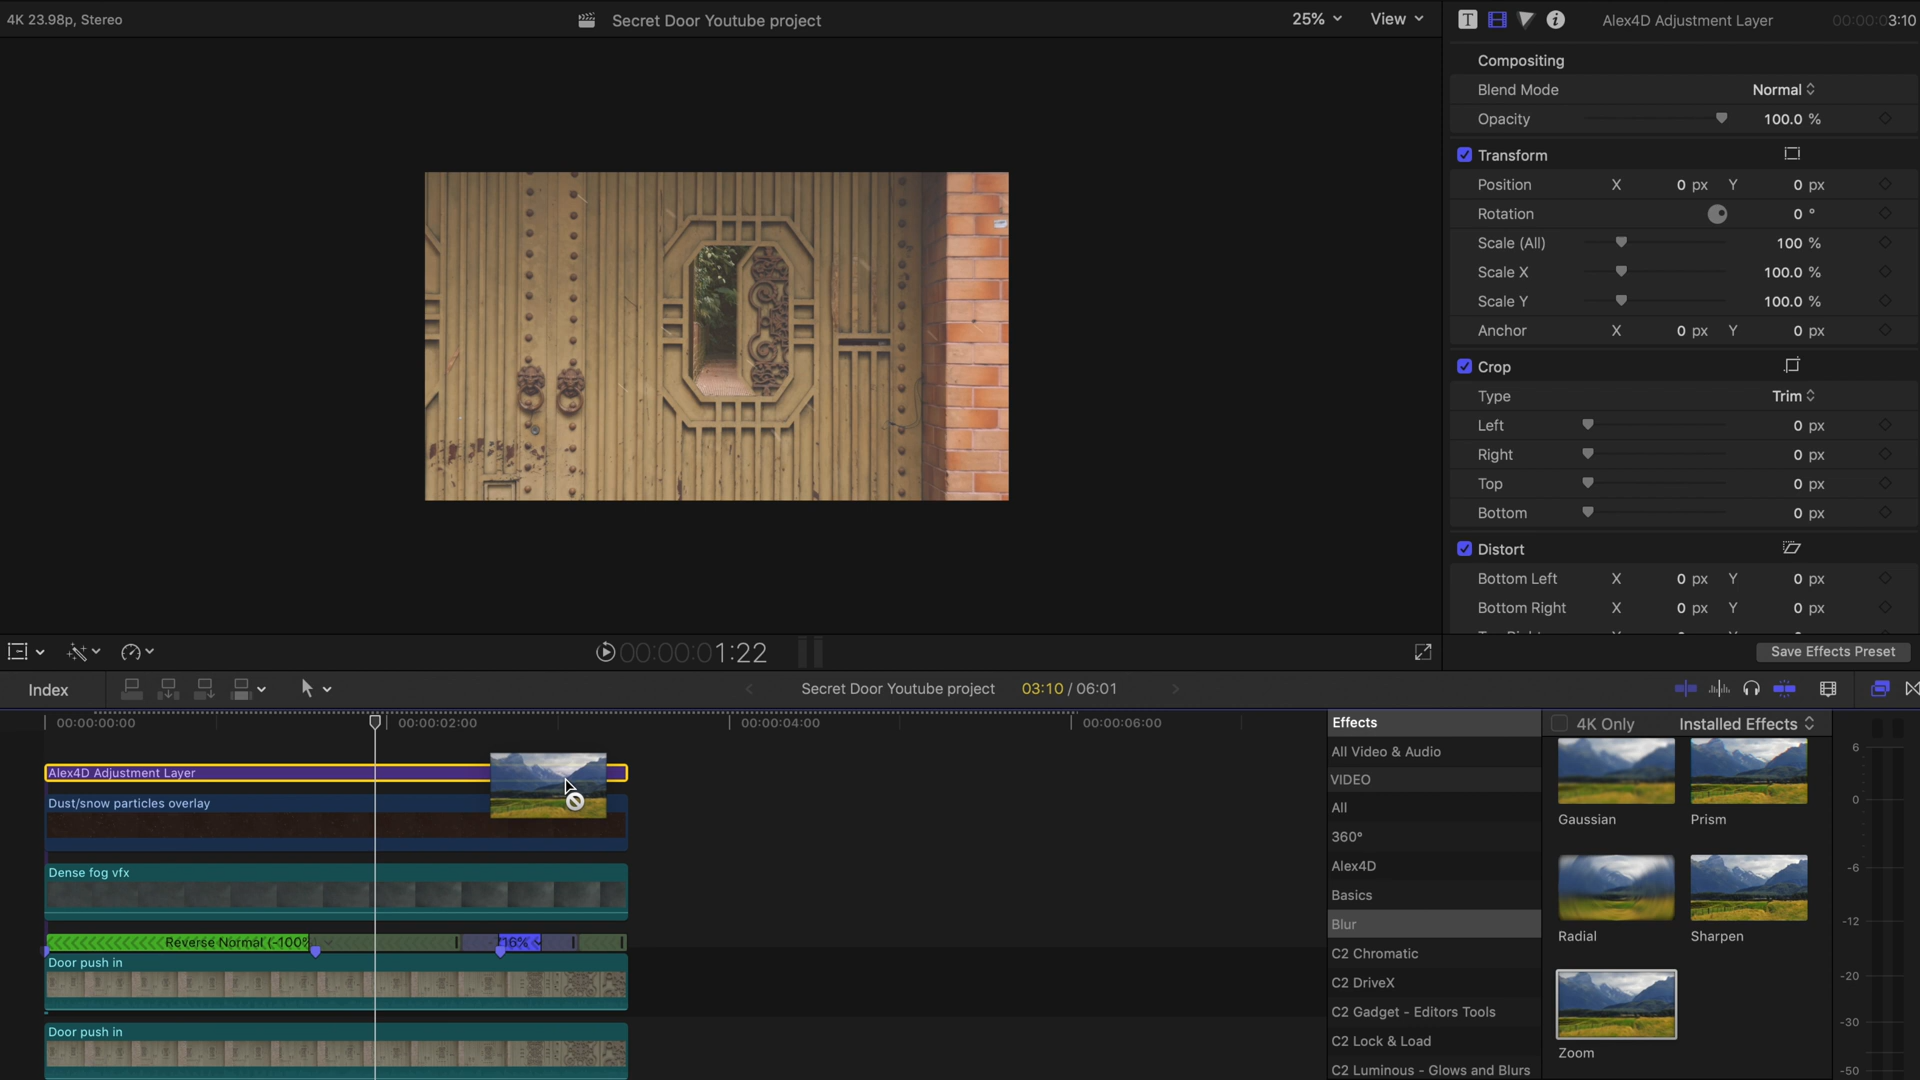 4K 23.98p, Stereo
Secret Door Youtube project
25%
View
T
Alex4D Adjustment Layer
00:00:03:10
Compositing
Blend Mode Normal
Opacity 100.0 %
Transform
Position X 0 px Y 0 px
Rotation 0 °
Scale (All) 100 %
Scale X 100.0 %
Scale Y 100.0 %
Anchor X 0 px Y 0 px
Crop
Type Trim
Left 0 px
Right 0 px
Top 0 px
Bottom 0 px
Distort
Bottom Left X 0 px Y 0 px
Bottom Right X 0 px Y 0 px
00:00:00:01:22
Save Effects Preset
Index
Secret Door Youtube project 03:10 / 06:01
00:00:00:00
00:00:02:00
00:00:04:00
00:00:06:00
Alex4D Adjustment Layer
Dust/snow particles overlay
Dense fog vfx
Reverse Normal (-100%
Door push in
Door push in
Effects
All Video & Audio
VIDEO
All
360°
Alex4D
Basics
Blur
C2 Chromatic
C2 DriveX
C2 Gadget - Editors Tools
C2 Lock & Load
C2 Luminous - Glows and Blurs
4K Only
Installed Effects
Gaussian
Prism
Radial
Sharpen
Zoom
6
0
-6
-12
-20
-30
-50